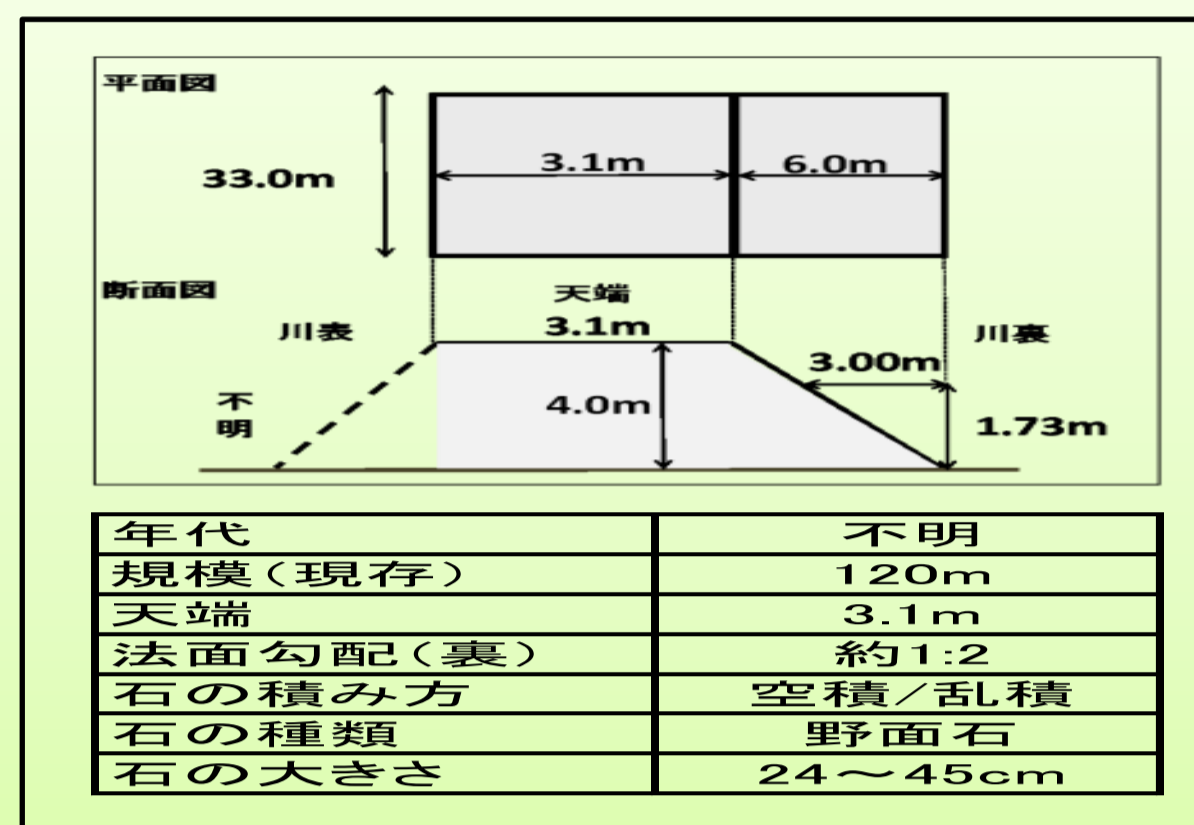 平面図
33.0m
3.1m
6.0m
断面図
天端
3.1m
川表
川裏
不明
4.0m
3.00m
1.73m
年代 不明
規模(現存) 120m
天端 3.1m
法面勾配(裏) 約1:2
石の積み方 空積/乱積
石の種類 野面石
石の大きさ 24～45cm